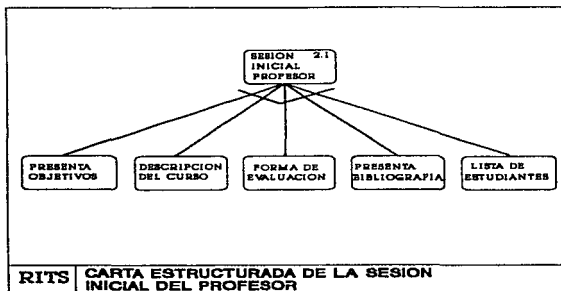 SESION 2.1
INICIAL
PROFESOR
PRESENTA
OBJETIVOS
DESCRIPCION
DEL CURSO
FORMA DE
EVALUACION
PRESENTA
BIBLIOGRAFIA
LISTA DE
ESTUDIANTES
RITS
CARTA ESTRUCTURADA DE LA SESION
INICIAL DEL PROFESOR